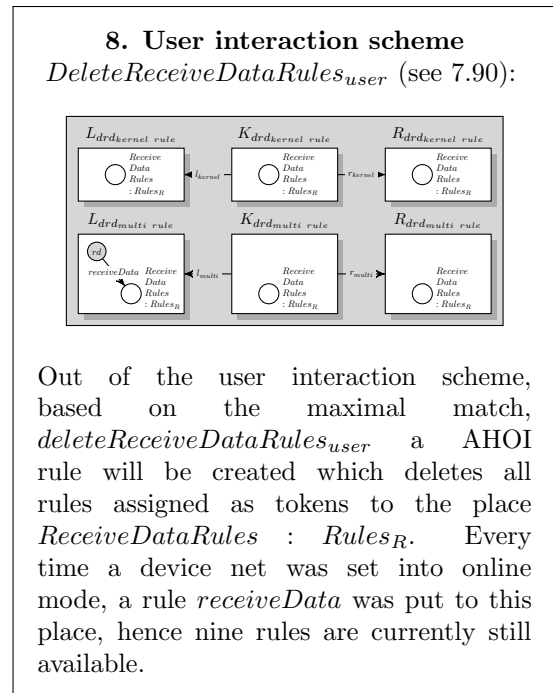 8. User interaction scheme
DeleteReceiveDataRules_user (see 7.90):
L_drd_kernel rule K_drd_kernel rule R_drd_kernel rule
Receive Data Rules : Rules_R
l_kernel
Receive Data Rules : Rules_R
r_kernel
Receive Data Rules : Rules_R
L_drd_multi rule K_drd_multi rule R_drd_multi rule
rd
receiveData
Receive Data Rules : Rules_R
l_multi
Receive Data Rules : Rules_R
r_multi
Receive Data Rules : Rules_R
Out of the user interaction scheme,
based on the maximal match,
deleteReceiveDataRules_user a AHOI
rule will be created which deletes all
rules assigned as tokens to the place
ReceiveDataRules : Rules_R. Every
time a device net was set into online
mode, a rule receiveData was put to this
place, hence nine rules are currently still
available.